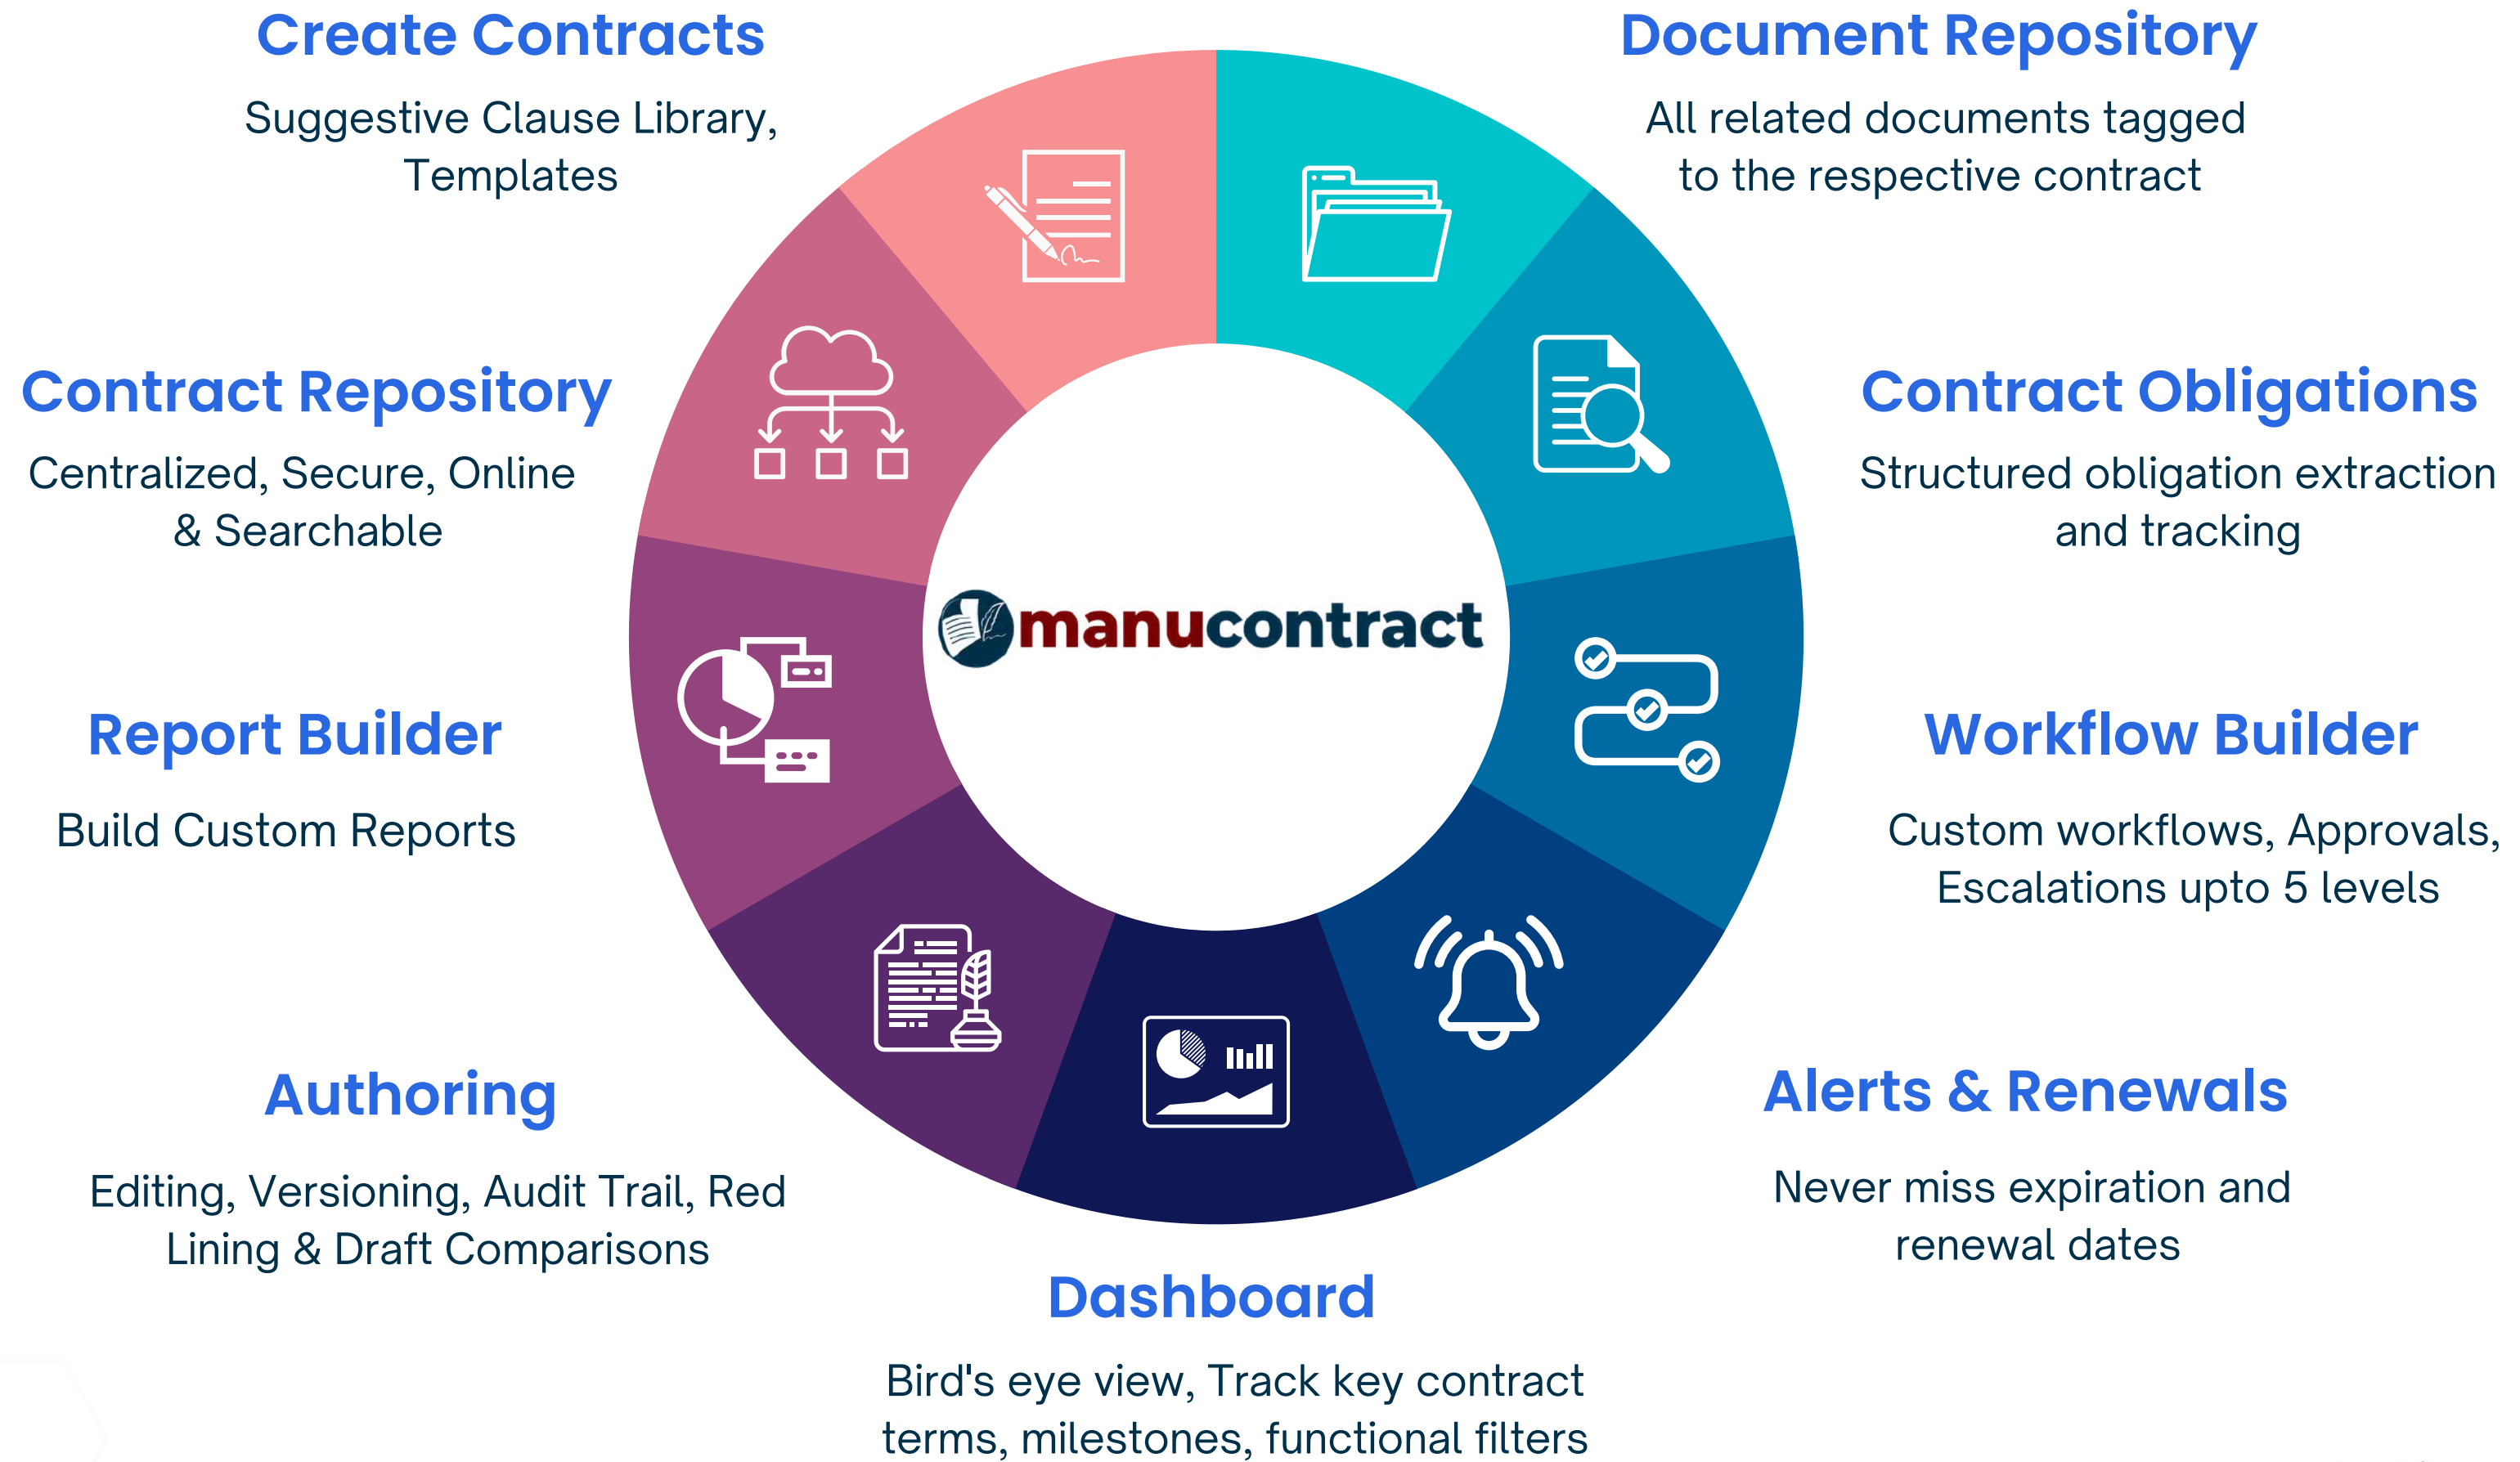 Create Contracts
Suggestive Clause Library,
Templates
Document Repository
All related documents tagged
to the respective contract
Contract Repository
Centralized, Secure, Online
& Searchable
Contract Obligations
Structured obligation extraction
and tracking
manucontract
Report Builder
Build Custom Reports
Workflow Builder
Custom workflows, Approvals,
Escalations upto 5 levels
Authoring
Editing, Versioning, Audit Trail, Red
Lining & Draft Comparisons
Alerts & Renewals
Never miss expiration and
renewal dates
Dashboard
Bird's eye view, Track key contract
terms, milestones, functional filters